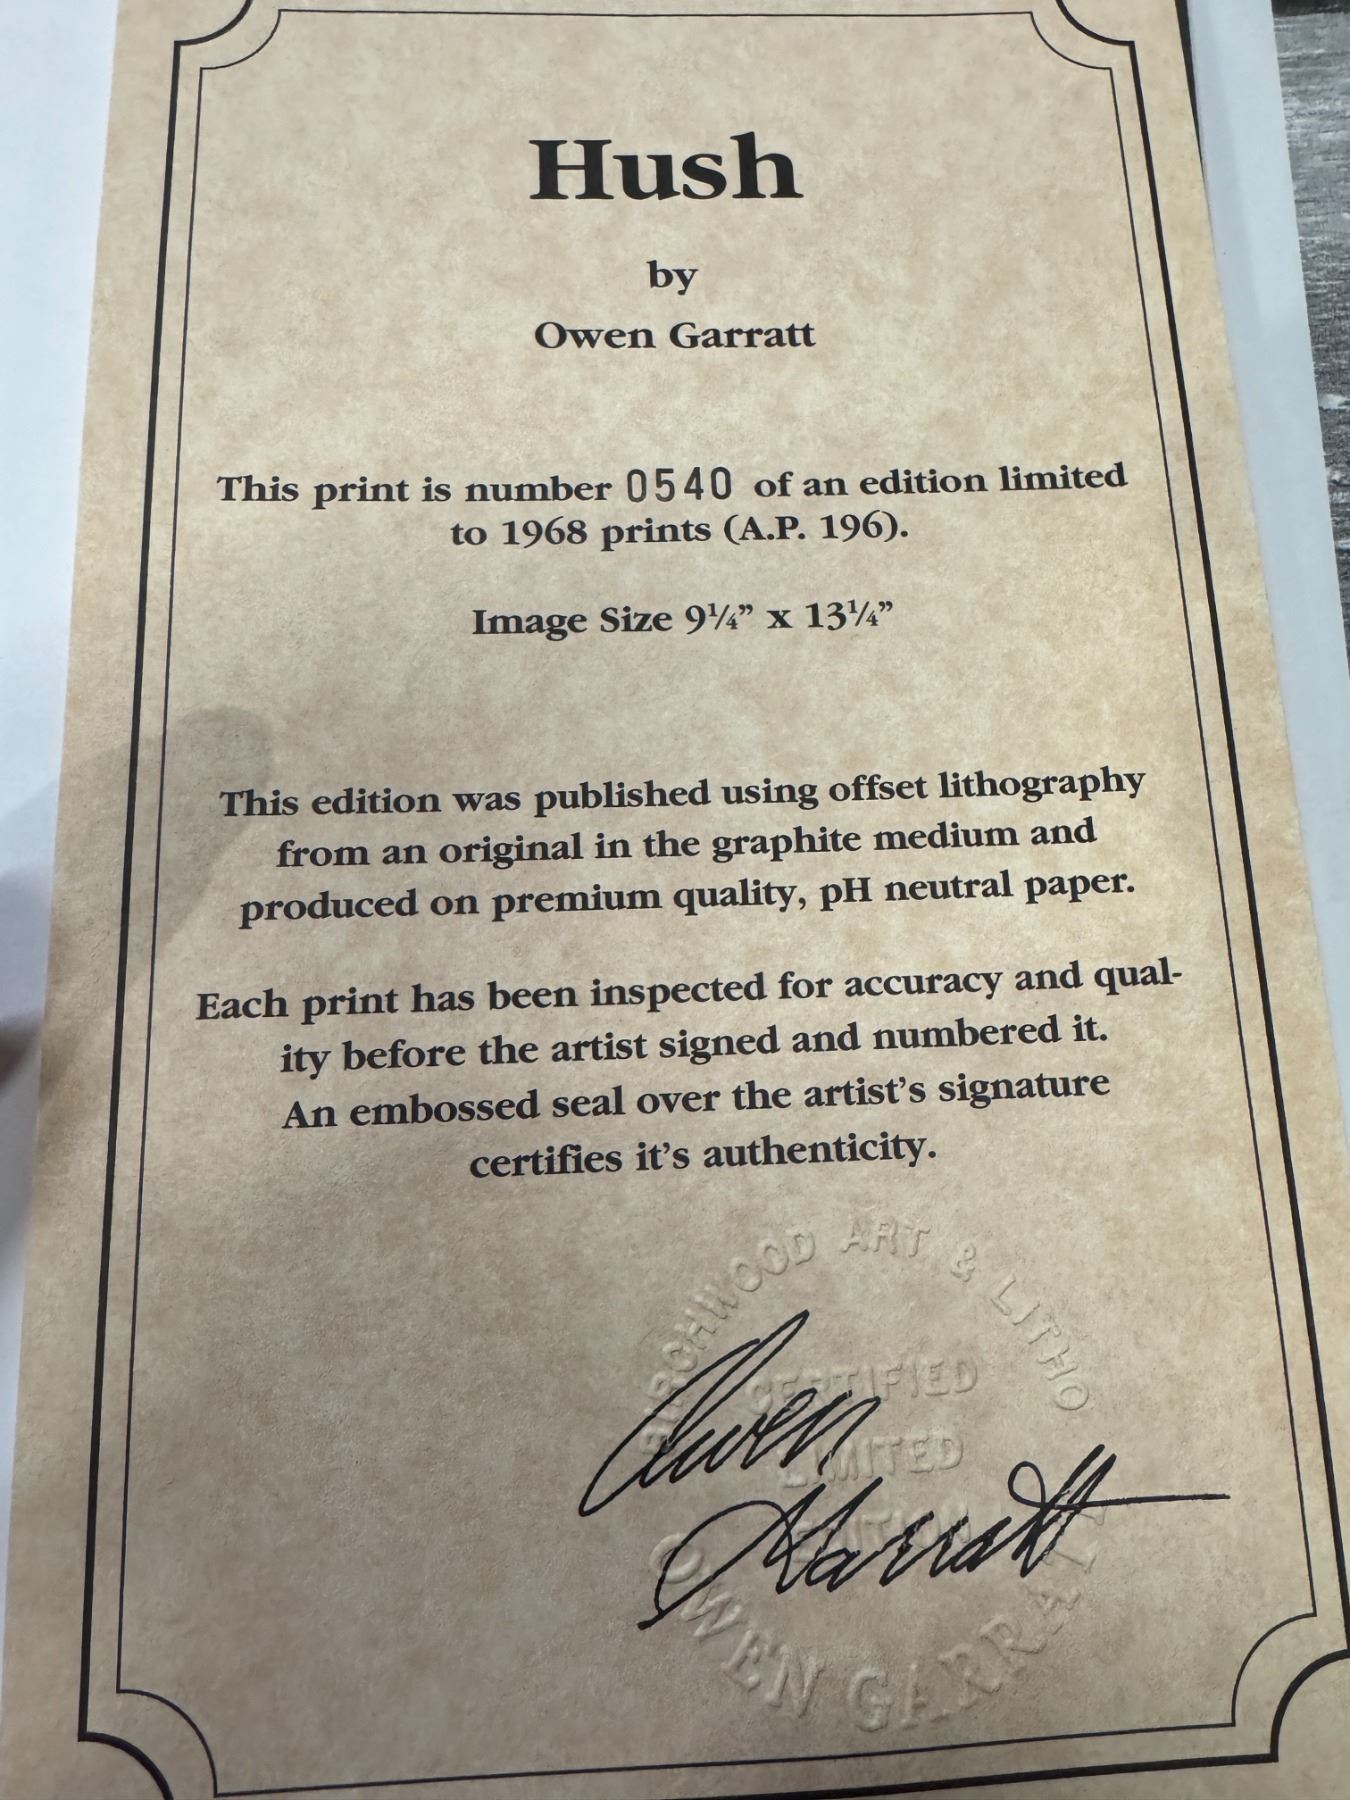 Hush
by
Owen Garratt
This print is number 0540 of an edition limited
to 1968 prints (A.P. 196).
Image Size 9¼” x 13¼”
This edition was published using offset lithography
from an original in the graphite medium and
produced on premium quality, pH neutral paper.
Each print has been inspected for accuracy and qual-
ity before the artist signed and numbered it.
An embossed seal over the artist’s signature
certifies it’s authenticity.
BIRCHWOOD ART & LITHO
CERTIFIED
LIMITED
EDITION
OWEN GARRATT
Owen
Garratt